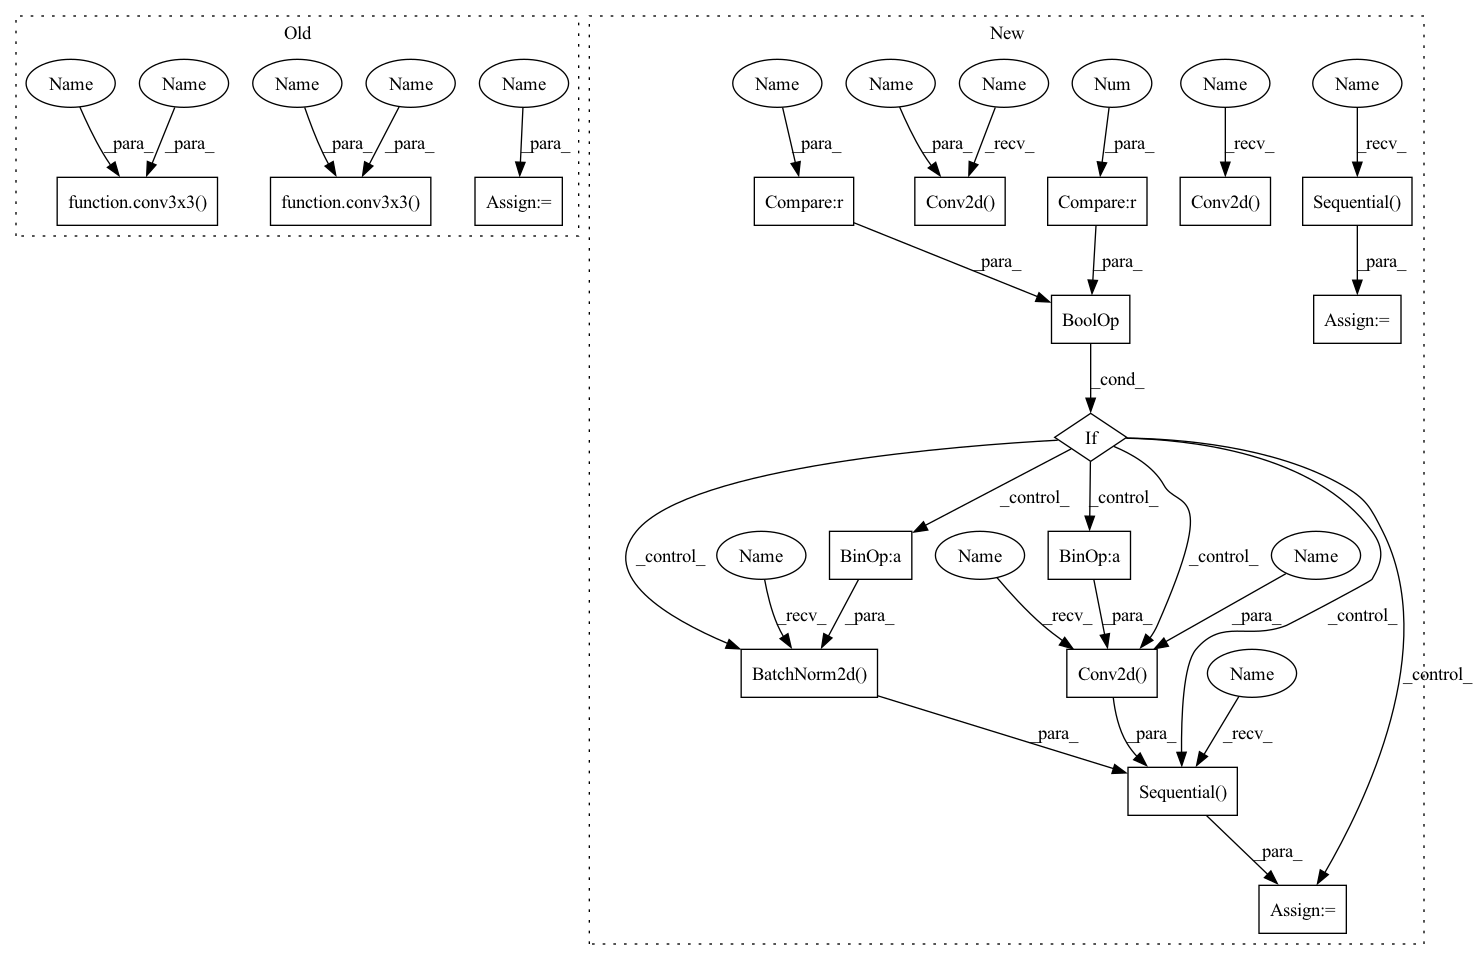 Old
New
Name Name Name Name Name Name Name Name Num Name Name
_para_ _para_ _para_ _para_ _para_ _para_ _para_ _recv_ _para_ _recv_ _recv_
function.conv3x3() function.conv3x3() Assign:= Compare:r Conv2d() Compare:r Conv2d() Sequential()
_para_ _para_ _para_
BoolOp Assign:=
_cond_
If
_control_ _control_
Name BinOp:a Name BinOp:a _control_ _control_ Name
_recv_ _para_ _recv_ _para_ _para_ _control_
BatchNorm2d() Conv2d() Name _control_
_para_ _para_ _recv_
Sequential()
_para_
Assign:=